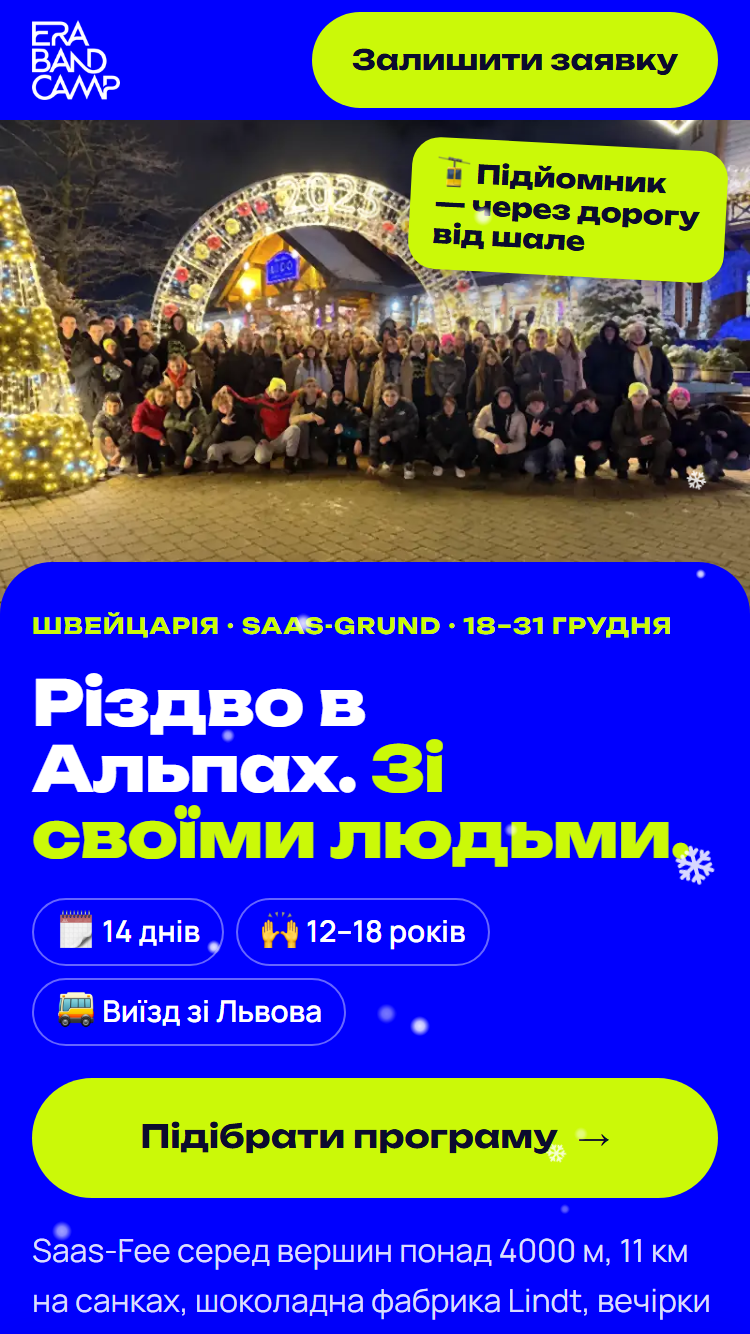 ERA
BAND
CAMP
Залишити заявку
2025
Підйомник
— через дорогу
від шале
ШВЕЙЦАРІЯ · SAAS-GRUND · 18–31 ГРУДНЯ
Різдво в
Альпах. Зі
своїми людьми.
14 днів
12–18 років
Виїзд зі Львова
Підібрати програму →
Saas-Fee серед вершин понад 4000 м, 11 км
на санках, шоколадна фабрика Lindt, вечірки